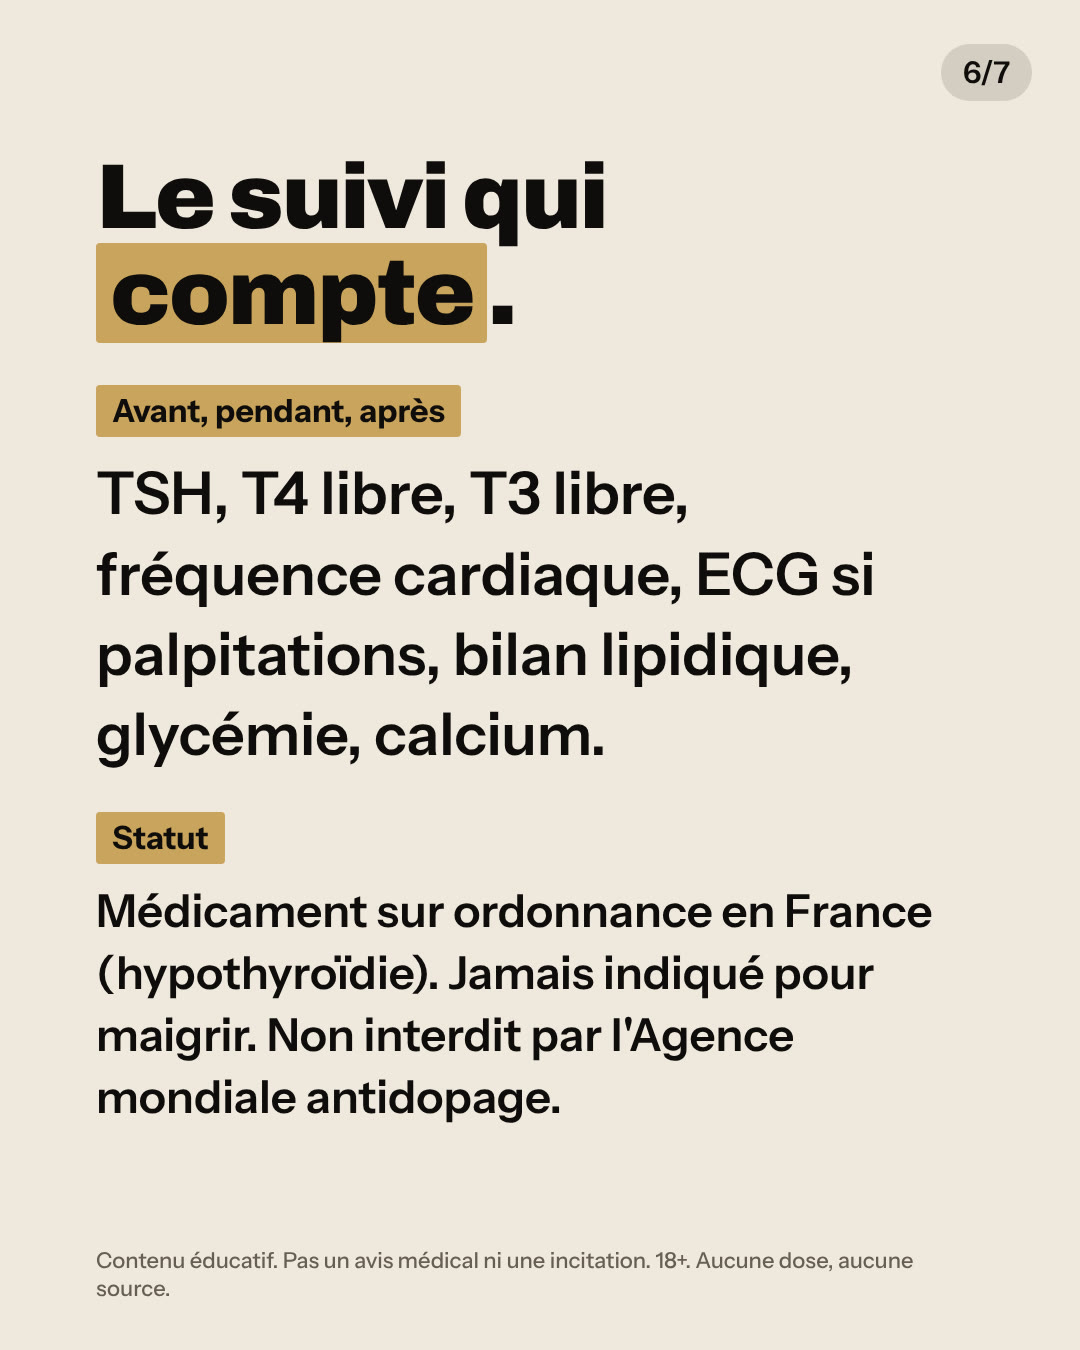 6/7
Le suivi qui
compte.
Avant, pendant, après
TSH, T4 libre, T3 libre,
fréquence cardiaque, ECG si
palpitations, bilan lipidique,
glycémie, calcium.
Statut
Médicament sur ordonnance en France
(hypothyroïdie). Jamais indiqué pour
maigrir. Non interdit par l'Agence
mondiale antidopage.
Contenu éducatif. Pas un avis médical ni une incitation. 18+. Aucune dose, aucune
source.